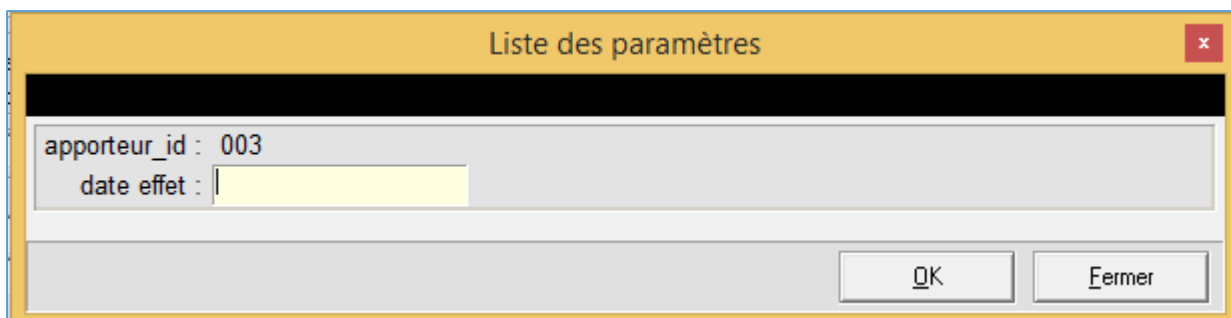 Liste des paramètres
x
apporteur_id : 003
date effet :
OK
Fermer